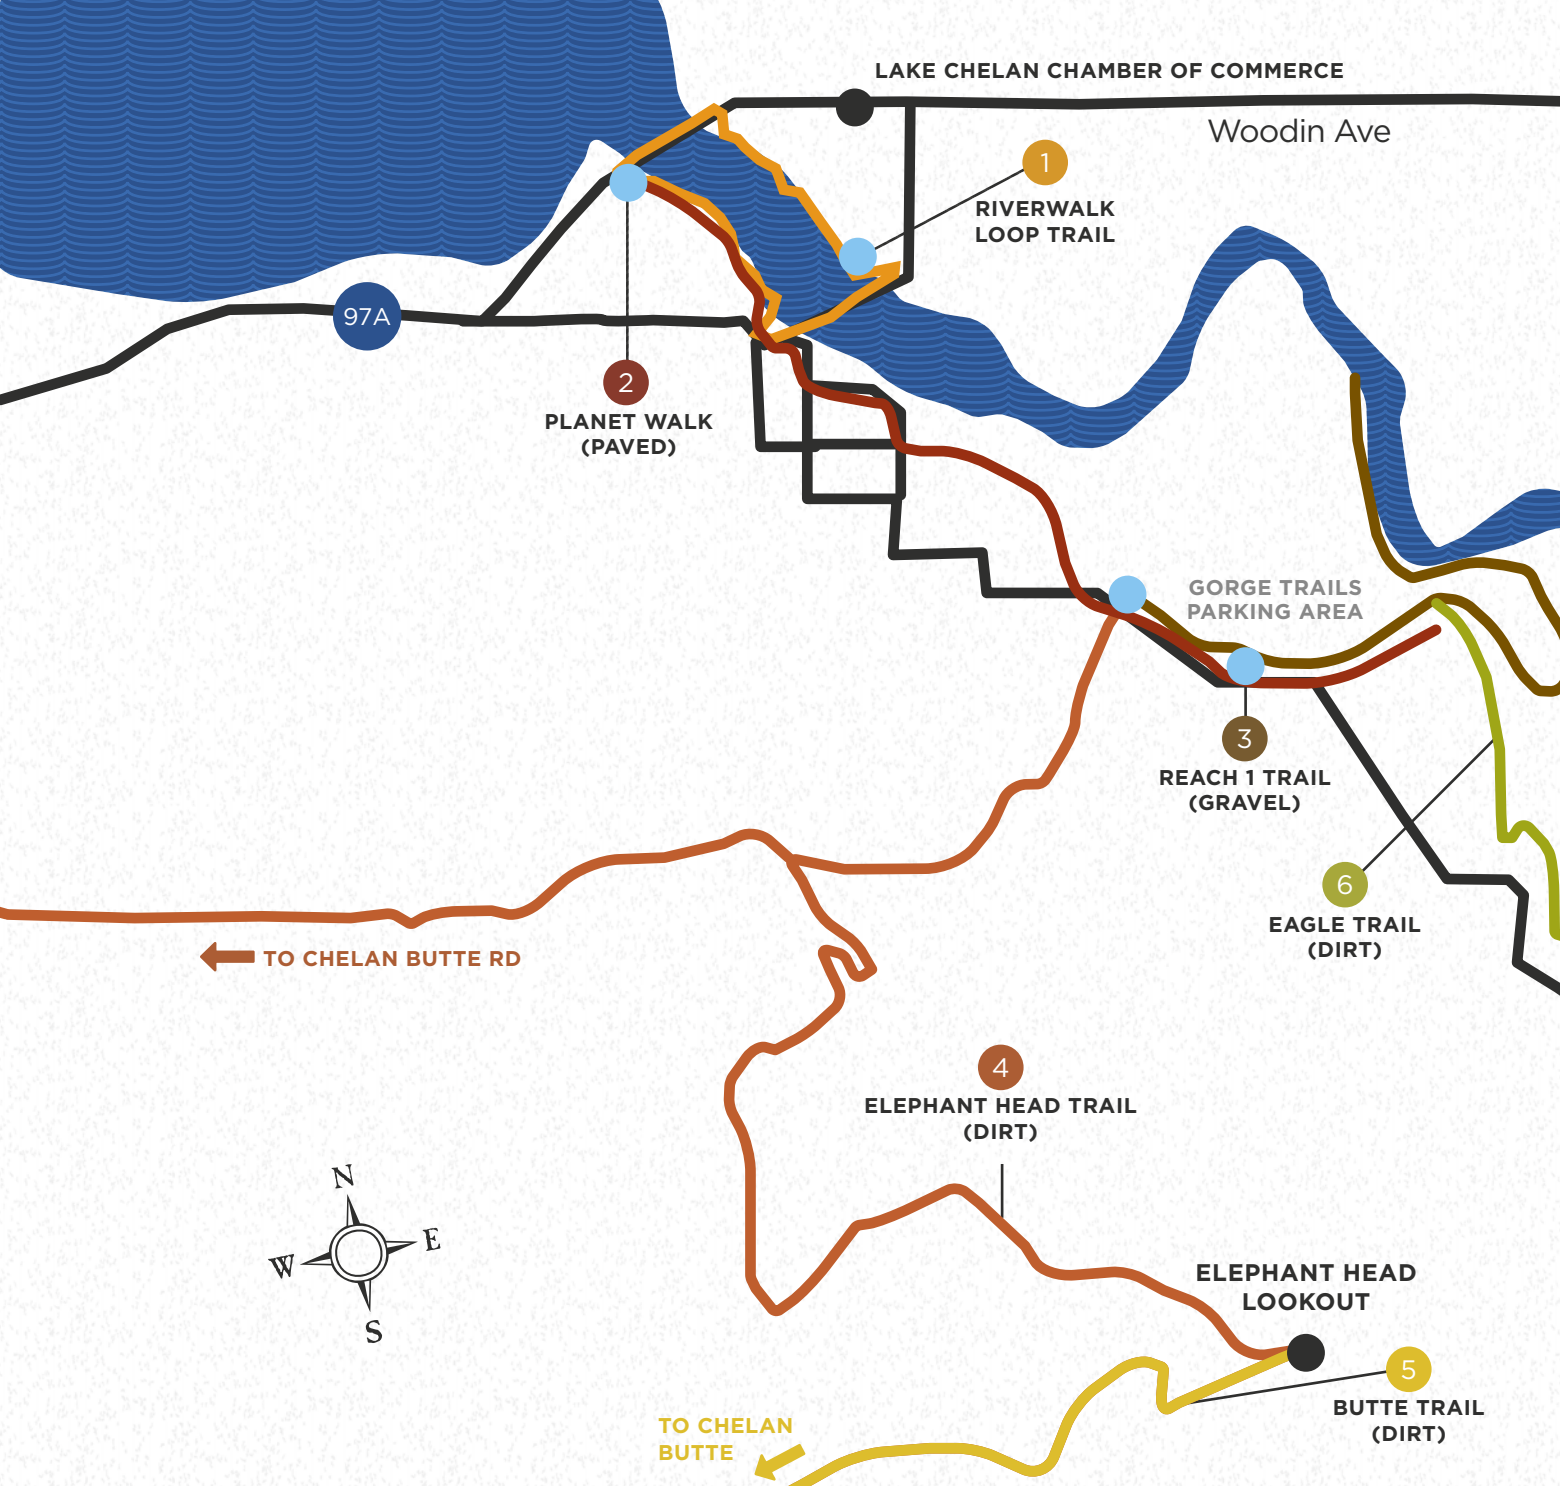 LAKE CHELAN CHAMBER OF COMMERCE
Woodin Ave
1
RIVERWALK
LOOP TRAIL
97A
2
PLANET WALK
(PAVED)
GORGE TRAILS
PARKING AREA
3
REACH 1 TRAIL
(GRAVEL)
6
EAGLE TRAIL
(DIRT)
TO CHELAN BUTTE RD
4
ELEPHANT HEAD TRAIL
(DIRT)
N
E
W
S
ELEPHANT HEAD
LOOKOUT
5
BUTTE TRAIL
(DIRT)
TO CHELAN
BUTTE